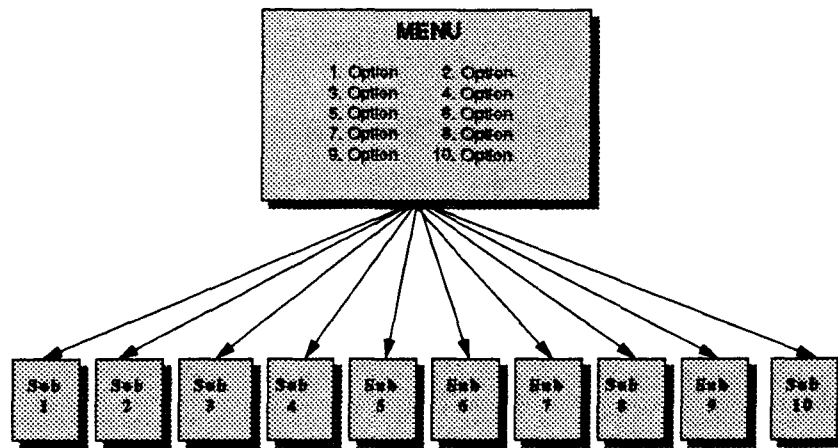 MENU
1. Option 2. Option
3. Option 4. Option
5. Option 6. Option
7. Option 8. Option
9. Option 10. Option
Sub Sub Sub Sub Sub Sub Sub Sub Sub Sub
1 2 3 4 5 6 7 8 9 10